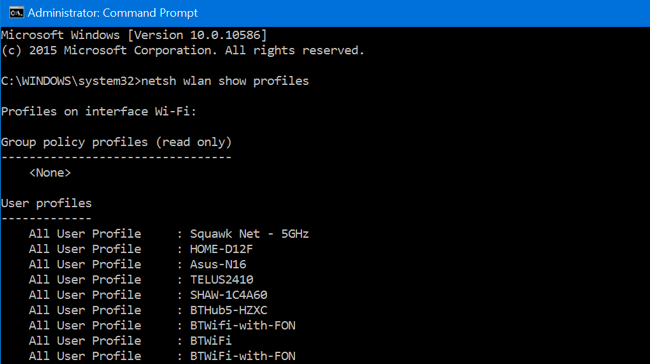 Administrator: Command Prompt
Microsoft Windows [Version 10.0.10586]
(c) 2015 Microsoft Corporation. All rights reserved.
C:\WINDOWS\system32>netsh wlan show profiles
Profiles on interface Wi-Fi:
Group policy profiles (read only)
---------------------------------
<None>
User profiles
-------------
All User Profile     : Squawk Net - 5GHz
All User Profile     : HOME-D12F
All User Profile     : Asus-N16
All User Profile     : TELUS2410
All User Profile     : SHAW-1C4A60
All User Profile     : BTHub5-HZXC
All User Profile     : BTWifi-with-FON
All User Profile     : BTWiFi
All User Profile     : BTWiFi-with-FON